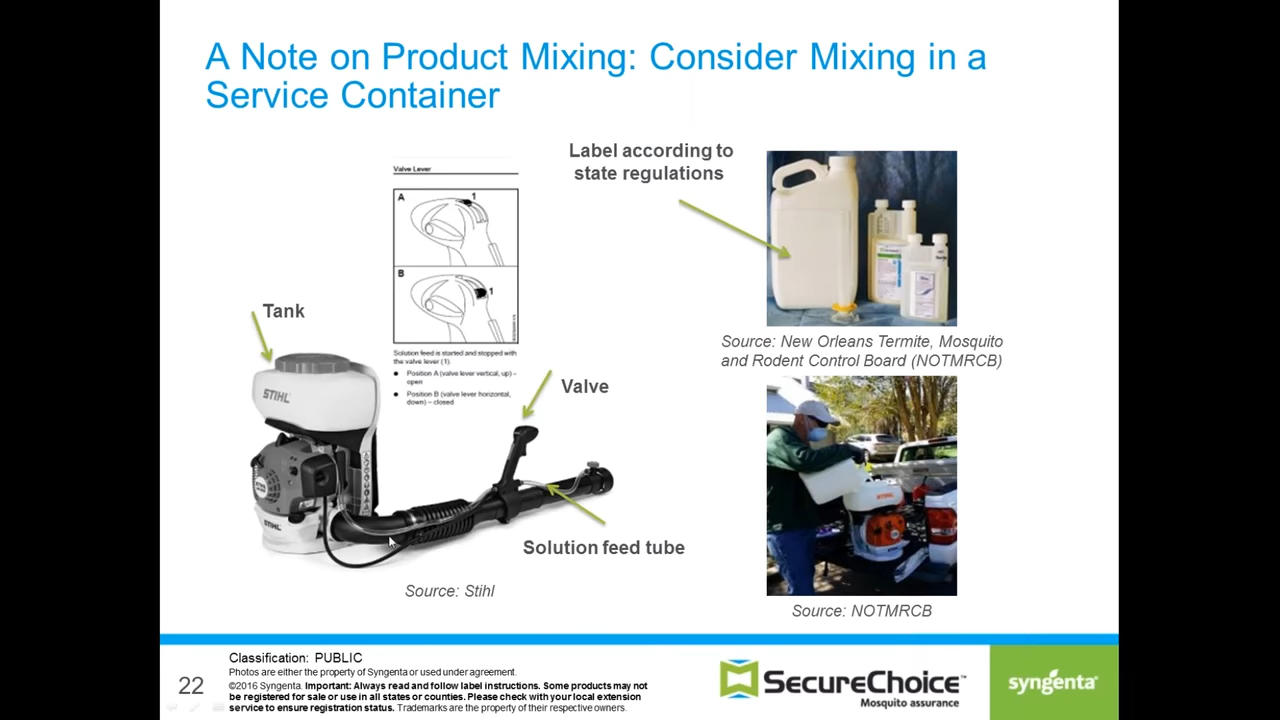 A Note on Product Mixing: Consider Mixing in a
Service Container
Label according to
state regulations
Valve Lever
A
1
B
1
Solution feed is started and stopped with
the valve lever (1).
● Position A (valve lever vertical, up) –
open
● Position B (valve lever horizontal,
down) – closed
Tank
STIHL
STIHL
Valve
Solution feed tube
Source: Stihl
Source: New Orleans Termite, Mosquito
and Rodent Control Board (NOTMRCB)
STIHL
Source: NOTMRCB
22
Classification: PUBLIC
Photos are either the property of Syngenta or used under agreement.
©2016 Syngenta. Important: Always read and follow label instructions. Some products may not
be registered for sale or use in all states or counties. Please check with your local extension
service to ensure registration status. Trademarks are the property of their respective owners.
SecureChoice™
Mosquito assurance
syngenta